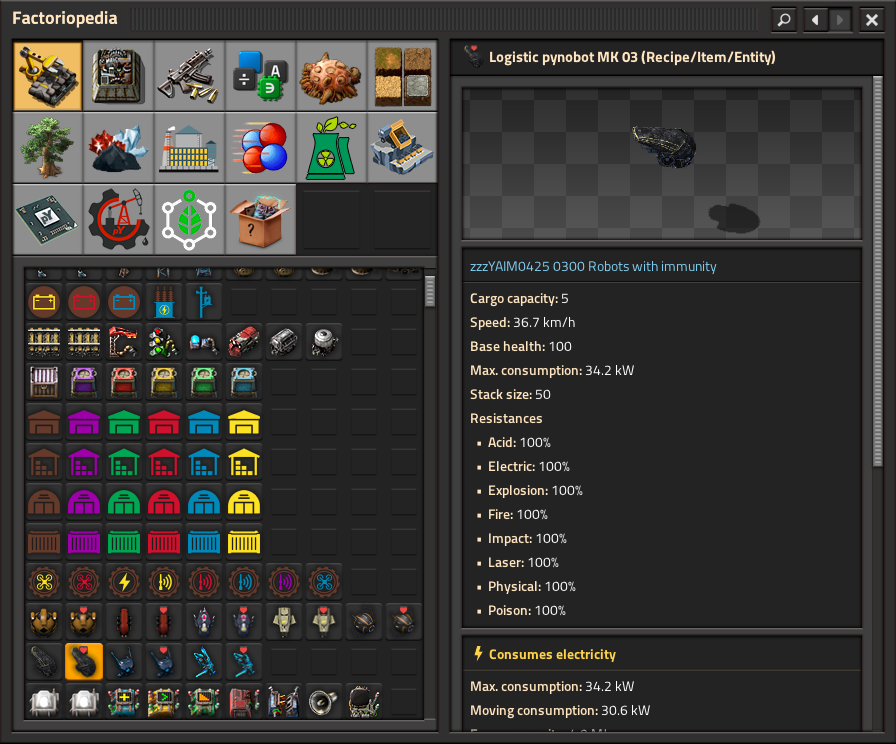 Factoriopedia
Logistic pynobot MK 03 (Recipe/Item/Entity)
zzzYAIM0425 0300 Robots with immunity
Cargo capacity: 5
Speed: 36.7 km/h
Base health: 100
Max. consumption: 34.2 kW
Stack size: 50
Resistances
▪ Acid: 100%
▪ Electric: 100%
▪ Explosion: 100%
▪ Fire: 100%
▪ Impact: 100%
▪ Laser: 100%
▪ Physical: 100%
▪ Poison: 100%
Consumes electricity
Max. consumption: 34.2 kW
Moving consumption: 30.6 kW